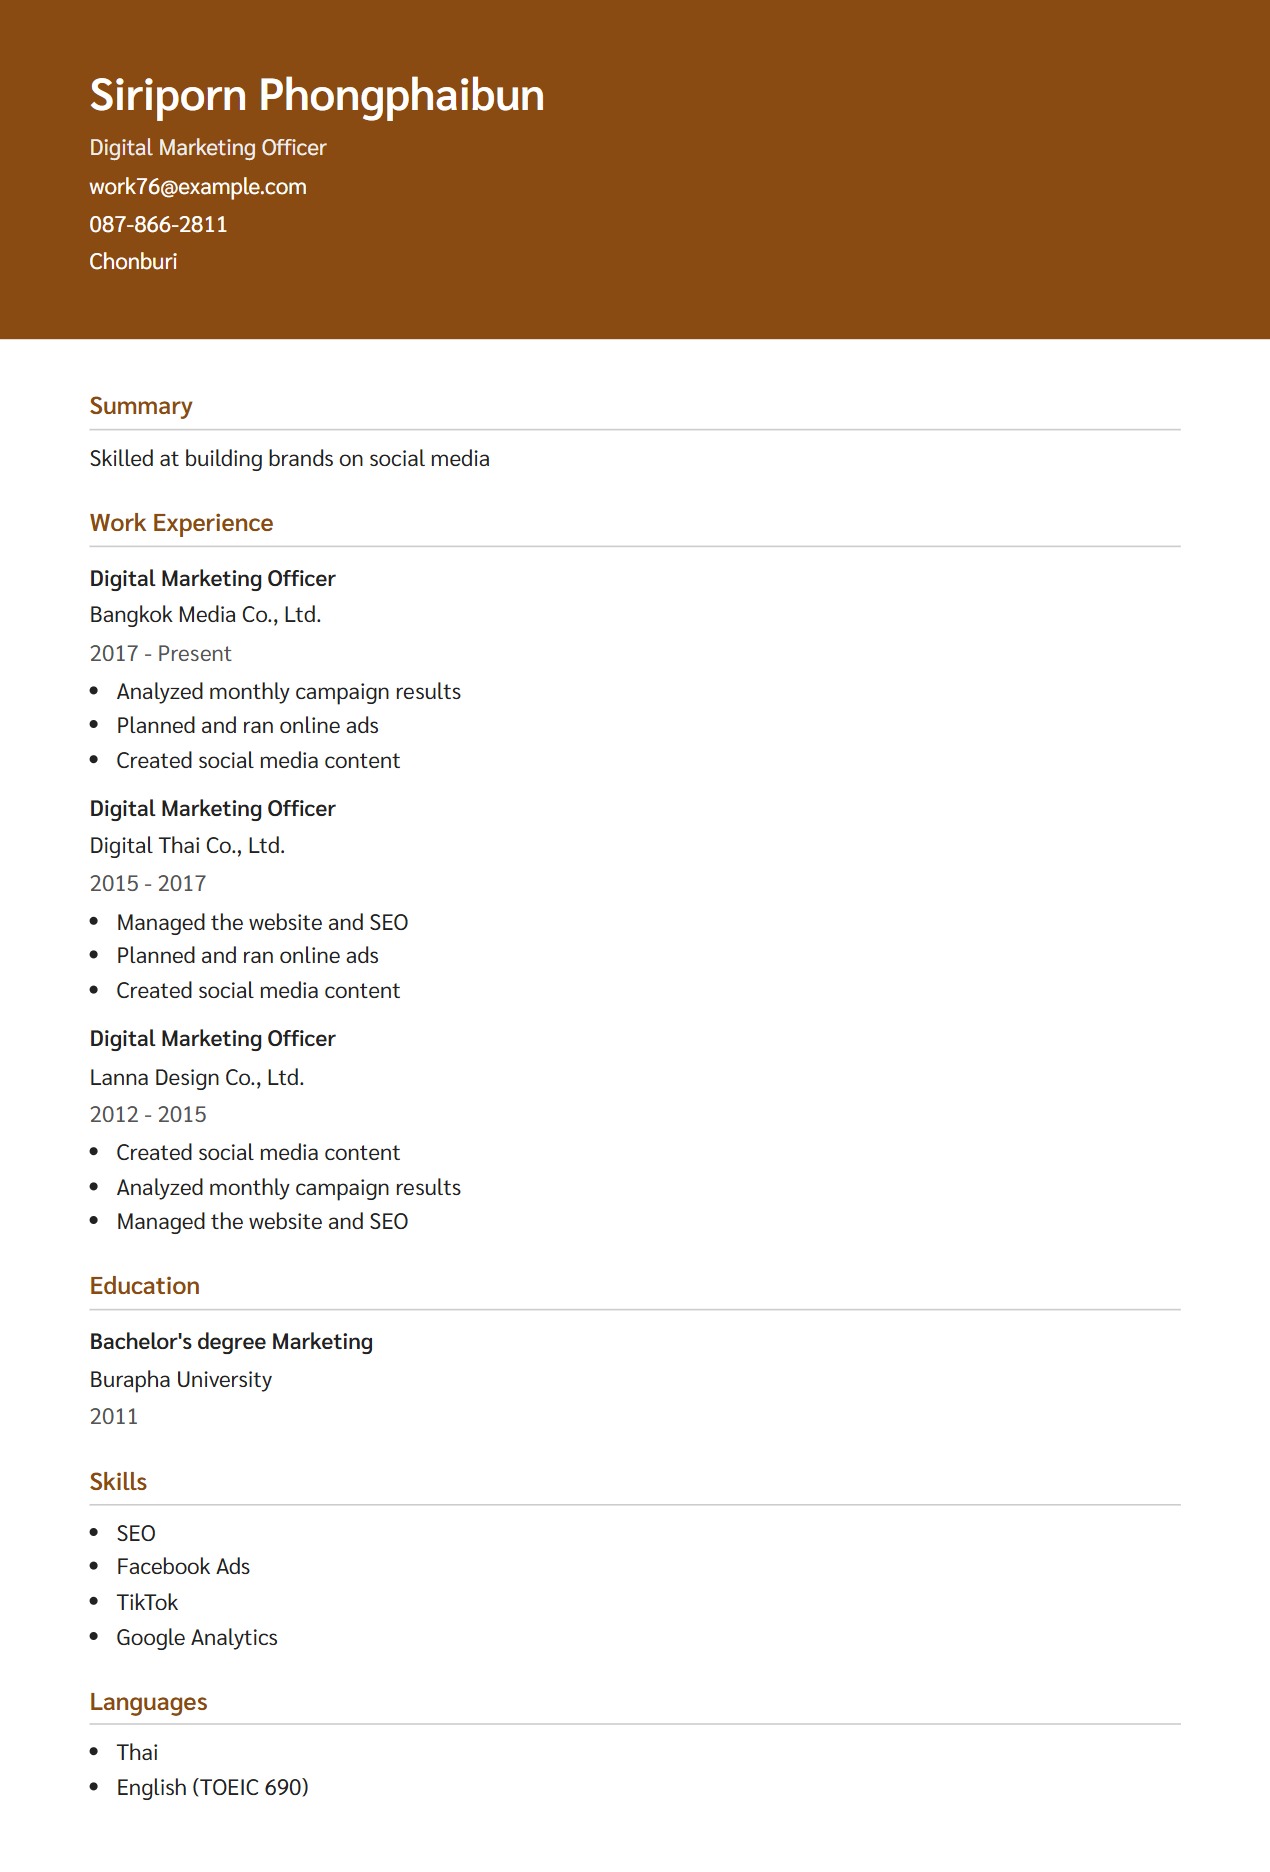 Siriporn Phongphaibun
Digital Marketing Officer
work76@example.com
087-866-2811
Chonburi
Summary
Skilled at building brands on social media
Work Experience
Digital Marketing Officer
Bangkok Media Co., Ltd.
2017 - Present
• Analyzed monthly campaign results
• Planned and ran online ads
• Created social media content
Digital Marketing Officer
Digital Thai Co., Ltd.
2015 - 2017
• Managed the website and SEO
• Planned and ran online ads
• Created social media content
Digital Marketing Officer
Lanna Design Co., Ltd.
2012 - 2015
• Created social media content
• Analyzed monthly campaign results
• Managed the website and SEO
Education
Bachelor's degree Marketing
Burapha University
2011
Skills
• SEO
• Facebook Ads
• TikTok
• Google Analytics
Languages
• Thai
• English (TOEIC 690)